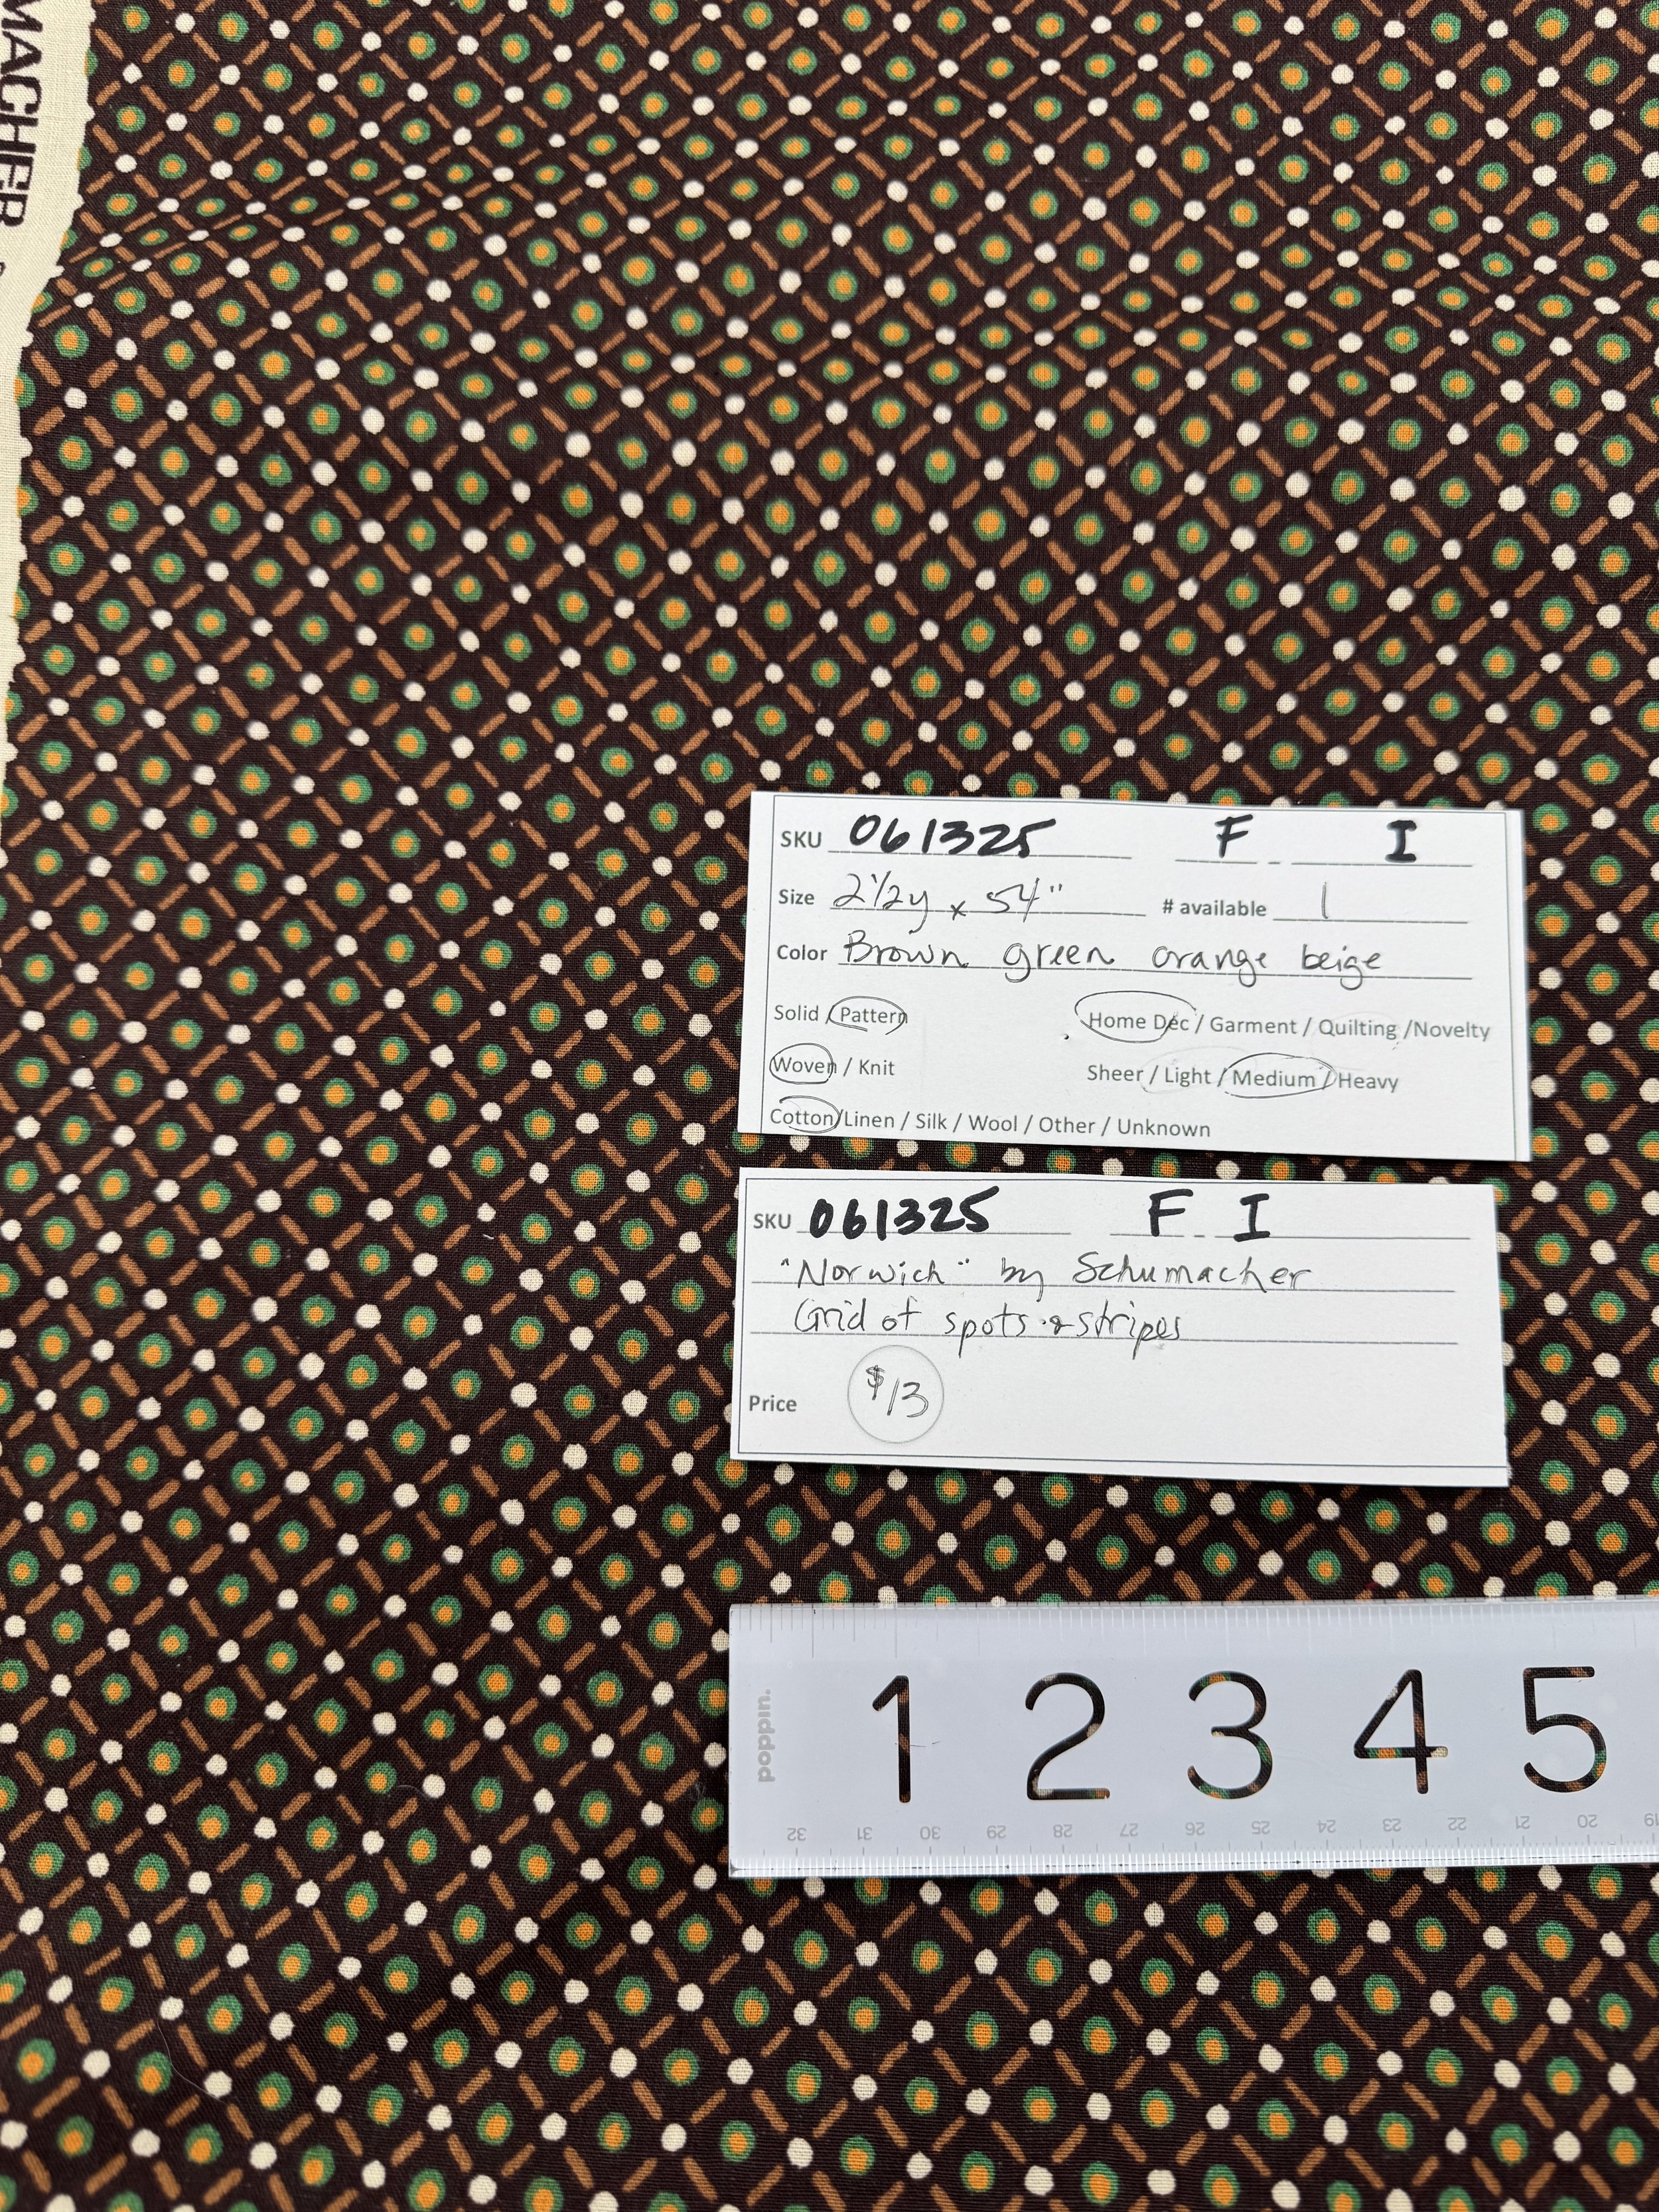 MACHER
SKU 061325 F - I
Size 2 1/2y x 54" # available 1
Color Brown green orange beige
Solid / Pattern Home Dec / Garment / Quilting /Novelty
Woven / Knit Sheer / Light / Medium / Heavy
Cotton/Linen / Silk / Wool / Other / Unknown
SKU 061325 F - I
"Norwich" by Schumacher
Grid of spots & stripes
Price $13
poppin.
1 2 3 4 5
32 31 30 29 28 27 26 25 24 23 22 21 20 19